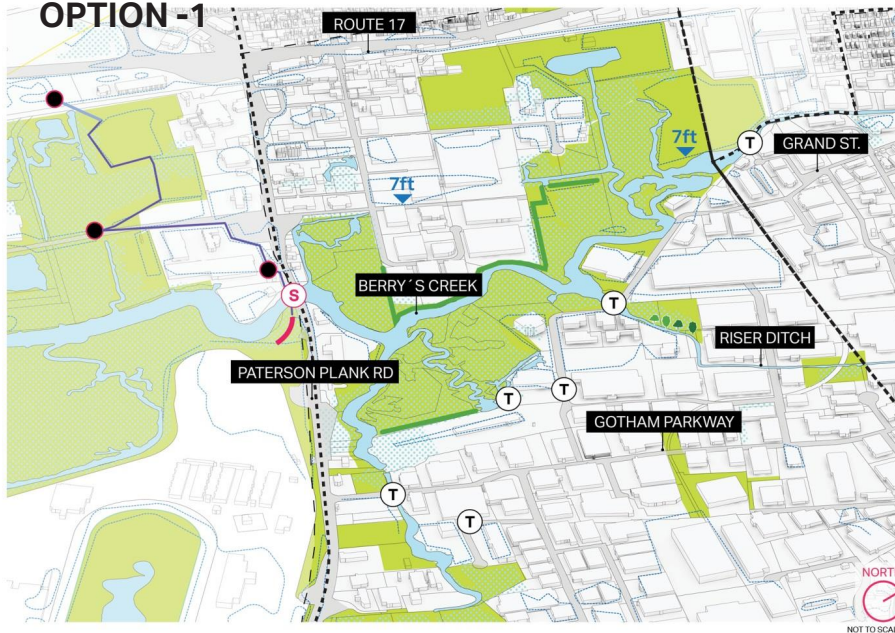 OPTION -1
ROUTE 17
7ft
T
GRAND ST.
7ft
S
BERRY´S CREEK
T
RISER DITCH
PATERSON PLANK RD
T
T
GOTHAM PARKWAY
T
T
NORTH
NOT TO SCAL